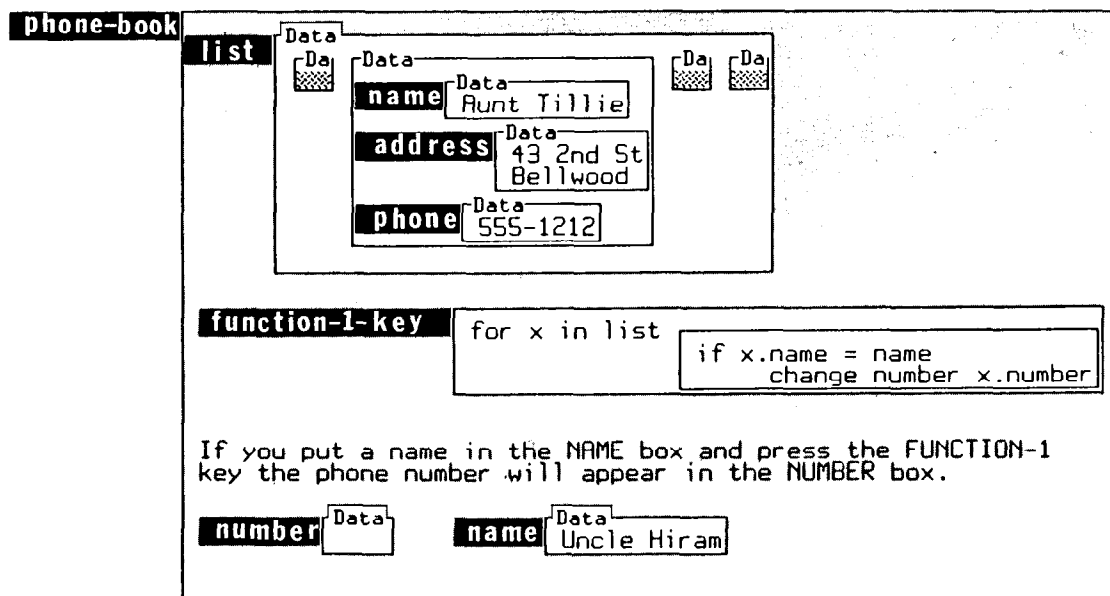 phone-book
list
Data
Da
Data
Da
Da
name
Data
Aunt Tillie
address
Data
43 2nd St
Bellwood
phone
Data
555-1212
function-1-key
for x in list
if x.name = name
change number x.number
If you put a name in the NAME box and press the FUNCTION-1
key the phone number will appear in the NUMBER box.
number
Data
name
Data
Uncle Hiram